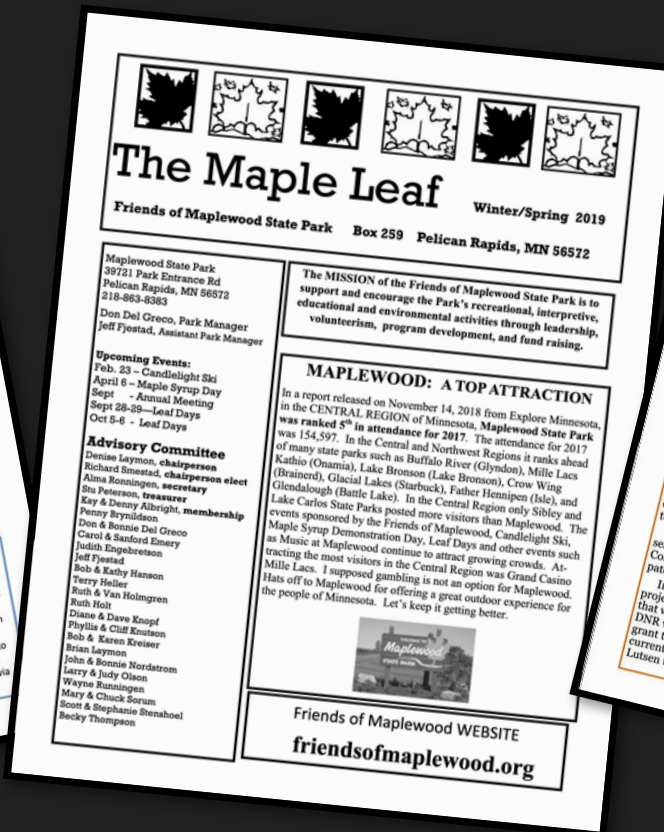 The Maple Leaf
Winter/Spring 2019
Friends of Maplewood State Park Box 259 Pelican Rapids, MN 56572
Maplewood State Park
39721 Park Entrance Rd
Pelican Rapids, MN 56572
218-863-8383
Don Del Greco, Park Manager
Jeff Fjestad, Assistant Park Manager
Upcoming Events:
Feb. 23 – Candlelight Ski
April 6 – Maple Syrup Day
Sept - Annual Meeting
Sept 28-29—Leaf Days
Oct 5-6 - Leaf Days
Advisory Committee
Denise Laymon, chairperson
Richard Smestad, chairperson elect
Alma Ronningen, secretary
Stu Peterson, treasurer
Kay & Denny Albright, membership
Penny Brynildson
Don & Bonnie Del Greco
Carol & Sanford Emery
Judith Engebretson
Jeff Fjestad
Bob & Kathy Hanson
Terry Heller
Ruth & Van Holmgren
Ruth Holt
Diane & Dave Knopf
Phyllis & Cliff Knutson
Bob & Karen Kreiser
Brian Laymon
John & Bonnie Nordstrom
Larry & Judy Olson
Wayne Runningen
Mary & Chuck Sorum
Scott & Stephanie Stenshoel
Becky Thompson
The MISSION of the Friends of Maplewood State Park is to
support and encourage the Park's recreational, interpretive,
educational and environmental activities through leadership,
volunteerism, program development, and fund raising.
MAPLEWOOD: A TOP ATTRACTION
In a report released on November 14, 2018 from Explore Minnesota,
in the CENTRAL REGION of Minnesota, Maplewood State Park
was ranked 5th in attendance for 2017. The attendance for 2017
was 154,597. In the Central and Northwest Regions it ranks ahead
of many state parks such as Buffalo River (Glyndon), Mille Lacs
Kathio (Onamia), Lake Bronson (Lake Bronson), Crow Wing
(Brainerd), Glacial Lakes (Starbuck), Father Hennipen (Isle), and
Glendalough (Battle Lake). In the Central Region only Sibley and
Lake Carlos State Parks posted more visitors than Maplewood. The
events sponsored by the Friends of Maplewood, Candlelight Ski,
Maple Syrup Demonstration Day, Leaf Days and other events such
as Music at Maplewood continue to attract growing crowds. At-
tracting the most visitors in the Central Region was Grand Casino
Mille Lacs. I supposed gambling is not an option for Maplewood.
Hats off to Maplewood for offering a great outdoor experience for
the people of Minnesota. Let's keep it getting better.
Maplewood
STATE PARK
Friends of Maplewood WEBSITE
friendsofmaplewood.org